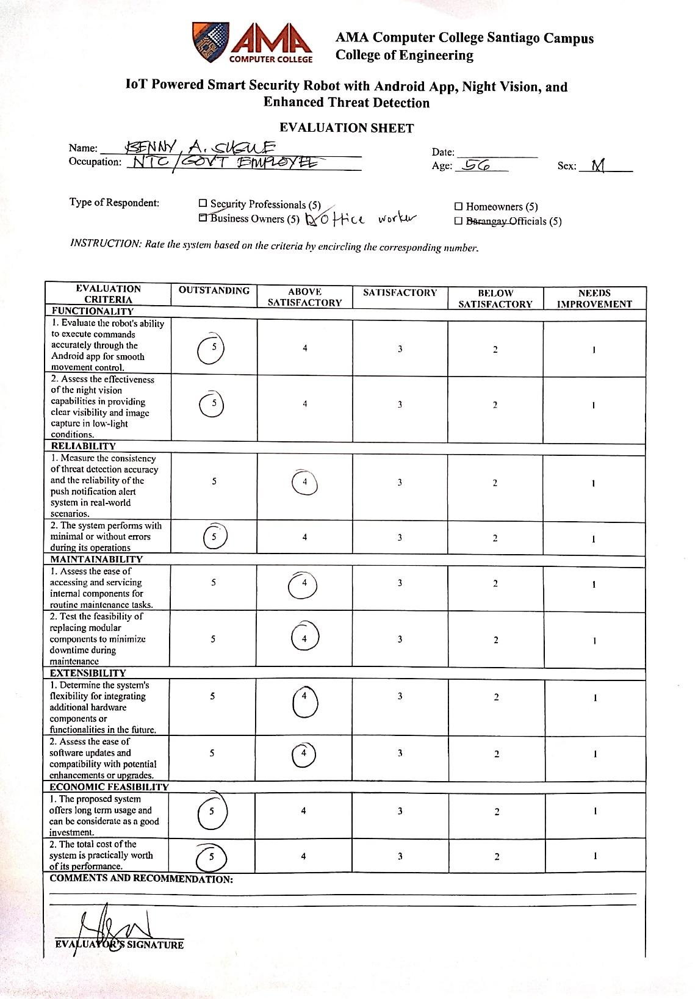 AMA
COMPUTER COLLEGE
AMA Computer College Santiago Campus
College of Engineering
IoT Powered Smart Security Robot with Android App, Night Vision, and
Enhanced Threat Detection
EVALUATION SHEET
Name: BENNY A. SUGUE
Occupation: NTC/GOVT EMPLOYEE
Date:
Age: 56 Sex: M
Type of Respondent:
☐ Security Professionals (5)
☐ Business Owners (5) Office worker
☐ Homeowners (5)
☐ Barangay Officials (5)
INSTRUCTION: Rate the system based on the criteria by encircling the corresponding number.
EVALUATION CRITERIA OUTSTANDING ABOVE SATISFACTORY SATISFACTORY BELOW SATISFACTORY NEEDS IMPROVEMENT
FUNCTIONALITY
1. Evaluate the robot's ability
to execute commands
accurately through the
Android app for smooth
movement control.
5 4 3 2 1
2. Assess the effectiveness
of the night vision
capabilities in providing
clear visibility and image
capture in low-light
conditions.
5 4 3 2 1
RELIABILITY
1. Measure the consistency
of threat detection accuracy
and the reliability of the
push notification alert
system in real-world
scenarios.
5 4 3 2 1
2. The system performs with
minimal or without errors
during its operations
5 4 3 2 1
MAINTAINABILITY
1. Assess the ease of
accessing and servicing
internal components for
routine maintenance tasks.
5 4 3 2 1
2. Test the feasibility of
replacing modular
components to minimize
downtime during
maintenance
5 4 3 2 1
EXTENSIBILITY
1. Determine the system's
flexibility for integrating
additional hardware
components or
functionalities in the future.
5 4 3 2 1
2. Assess the ease of
software updates and
compatibility with potential
enhancements or upgrades.
5 4 3 2 1
ECONOMIC FEASIBILITY
1. The proposed system
offers long term usage and
can be considerate as a good
investment.
5 4 3 2 1
2. The total cost of the
system is practically worth
of its performance.
5 4 3 2 1
COMMENTS AND RECOMMENDATION:
EVALUATOR'S SIGNATURE